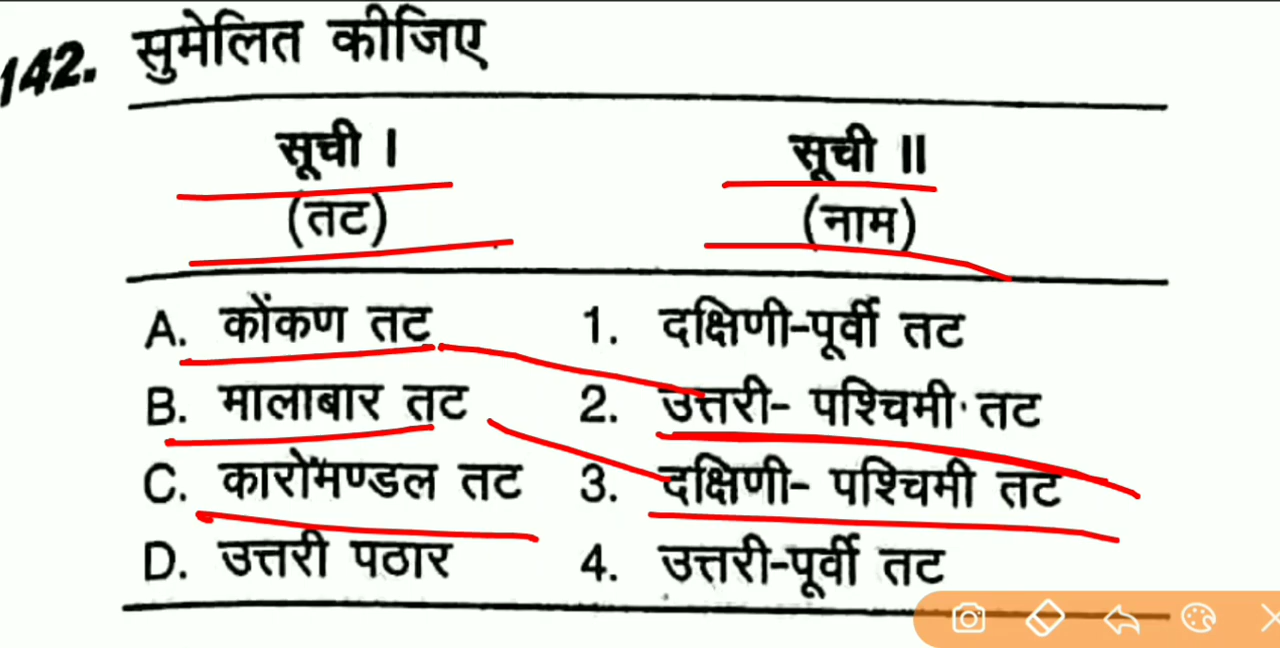 142. सुमेलित कीजिए
सूची I सूची II
(तट) (नाम)
A. कोंकण तट 1. दक्षिणी-पूर्वी तट
B. मालाबार तट 2. उत्तरी- पश्चिमी तट
C. कारोमण्डल तट 3. दक्षिणी- पश्चिमी तट
D. उत्तरी पठार 4. उत्तरी-पूर्वी तट